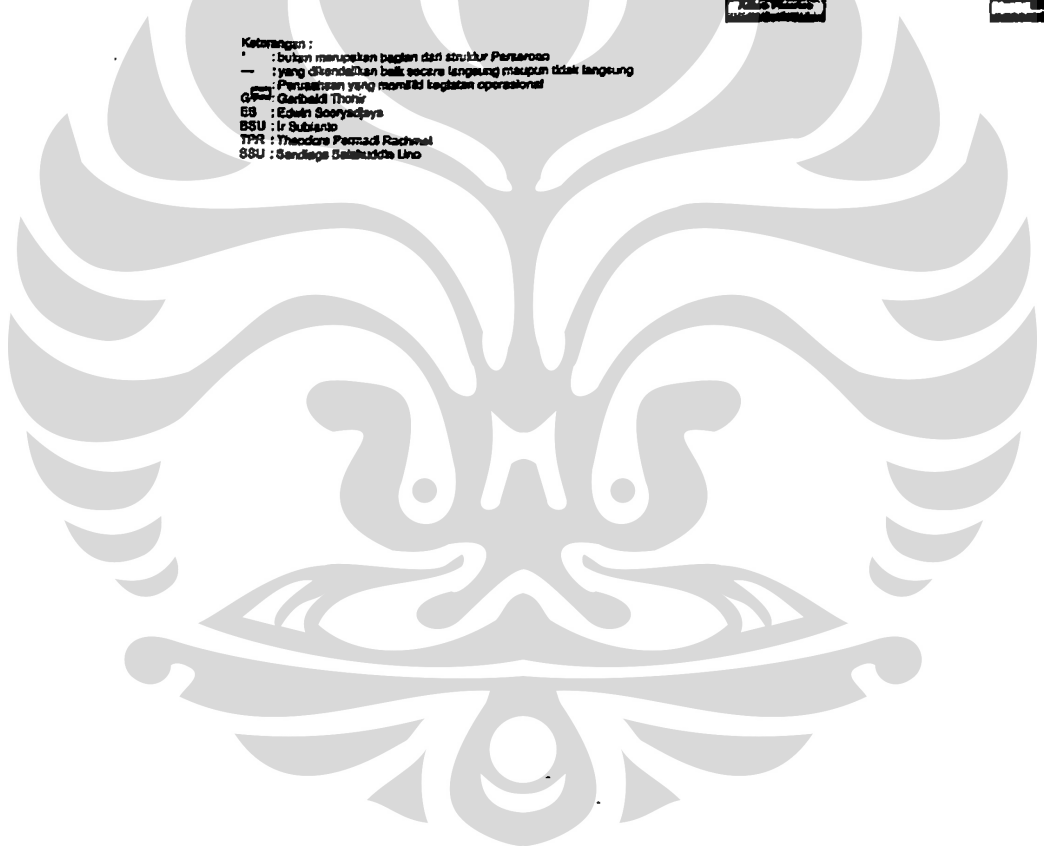 Keterangan :
* : bukan merupakan bagian dari struktur Perseroan
— : yang dikendalikan baik secara langsung maupun tidak langsung
: Perusahaan yang memiliki kegiatan operasional
GT : Garibaldi Thohir
ES : Edwin Soeryadjaya
BSU : Ir Subianto
TPR : Theodore Permadi Rachmat
SSU : Sandiaga Salahuddin Uno